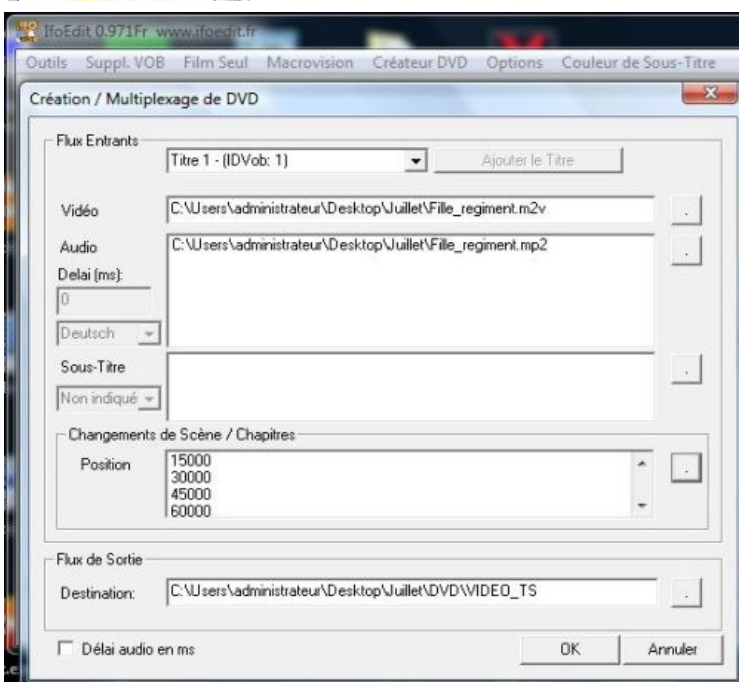 IfoEdit 0.971Fr www.ifoedit.fr
Outils Suppl. VOB Film Seul Macrovision Créateur DVD Options Couleur de Sous-Titre
Création / Multiplexage de DVD
Flux Entrants
Titre 1 - (IDVob: 1)
Ajouter le Titre
Vidéo
C:\Users\administrateur\Desktop\Juillet\Fille_regiment.m2v
.
Audio
C:\Users\administrateur\Desktop\Juillet\Fille_regiment.mp2
.
Delai (ms):
0
Deutsch
Sous-Titre
.
Non indiqué
Changements de Scène / Chapitres
Position
15000
30000
45000
60000
.
Flux de Sortie
Destination:
C:\Users\administrateur\Desktop\Juillet\DVD\VIDEO_TS
.
Délai audio en ms
OK
Annuler